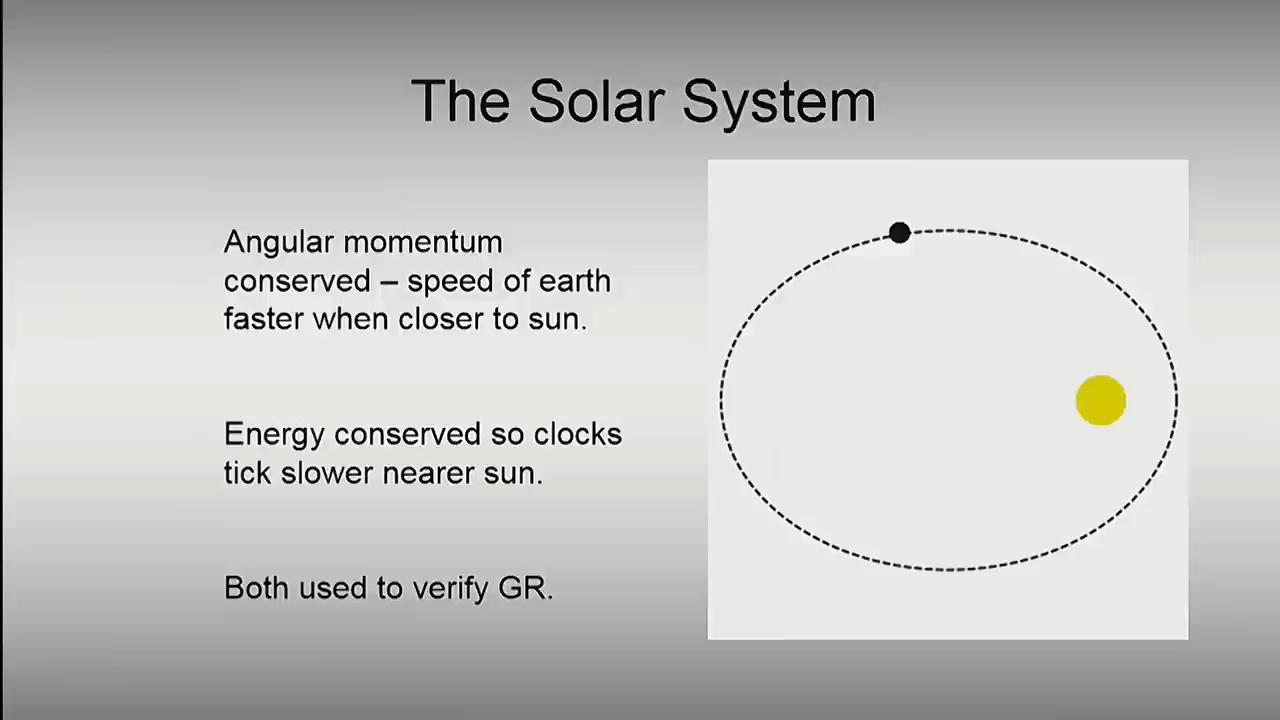 The Solar System
Angular momentum
conserved – speed of earth
faster when closer to sun.
Energy conserved so clocks
tick slower nearer sun.
Both used to verify GR.